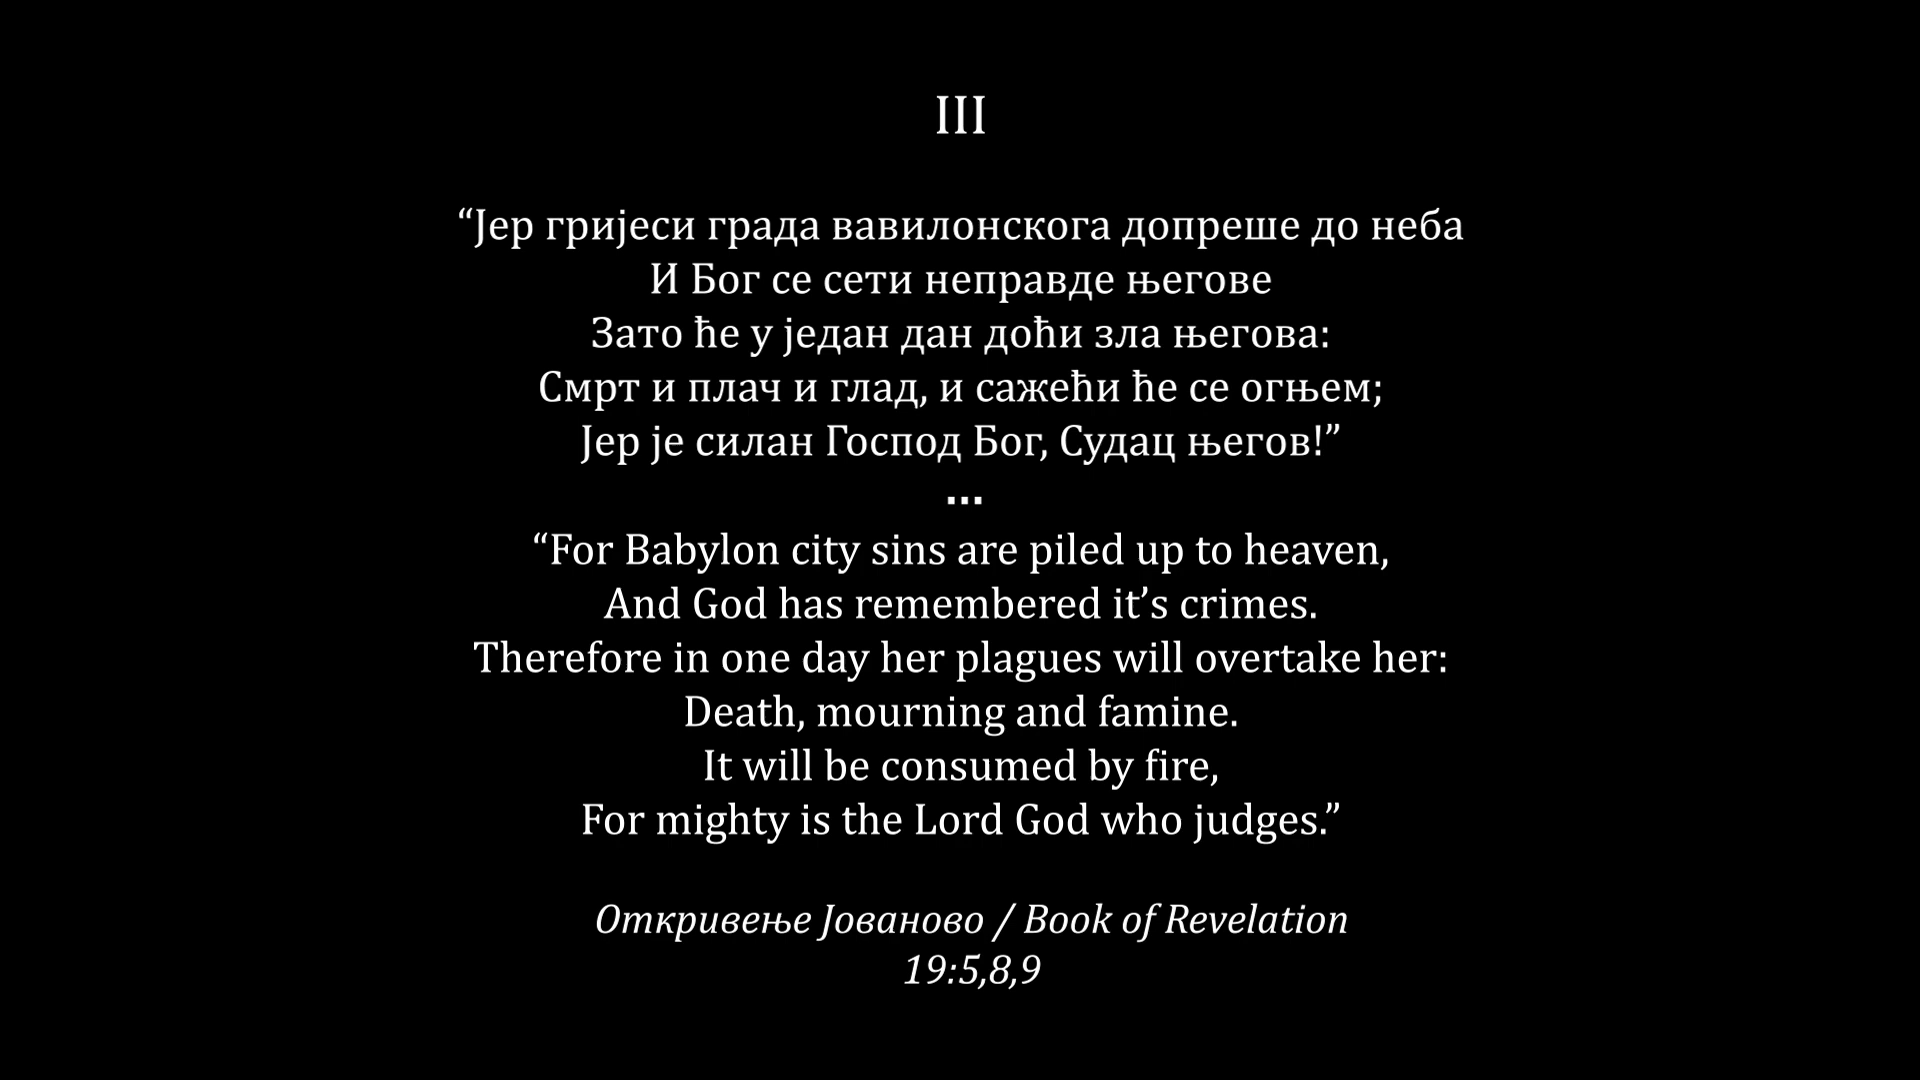 III
“Јер гријеси града вавилонскога допреше до неба
И Бог се сети неправде његове
Зато ће у један дан доћи зла његова:
Смрт и плач и глад, и сажећи ће се огњем;
Јер је силан Господ Бог, Судац његов!”
...
“For Babylon city sins are piled up to heaven,
And God has remembered it’s crimes.
Therefore in one day her plagues will overtake her:
Death, mourning and famine.
It will be consumed by fire,
For mighty is the Lord God who judges.”
Откривење Јованово / Book of Revelation
19:5,8,9